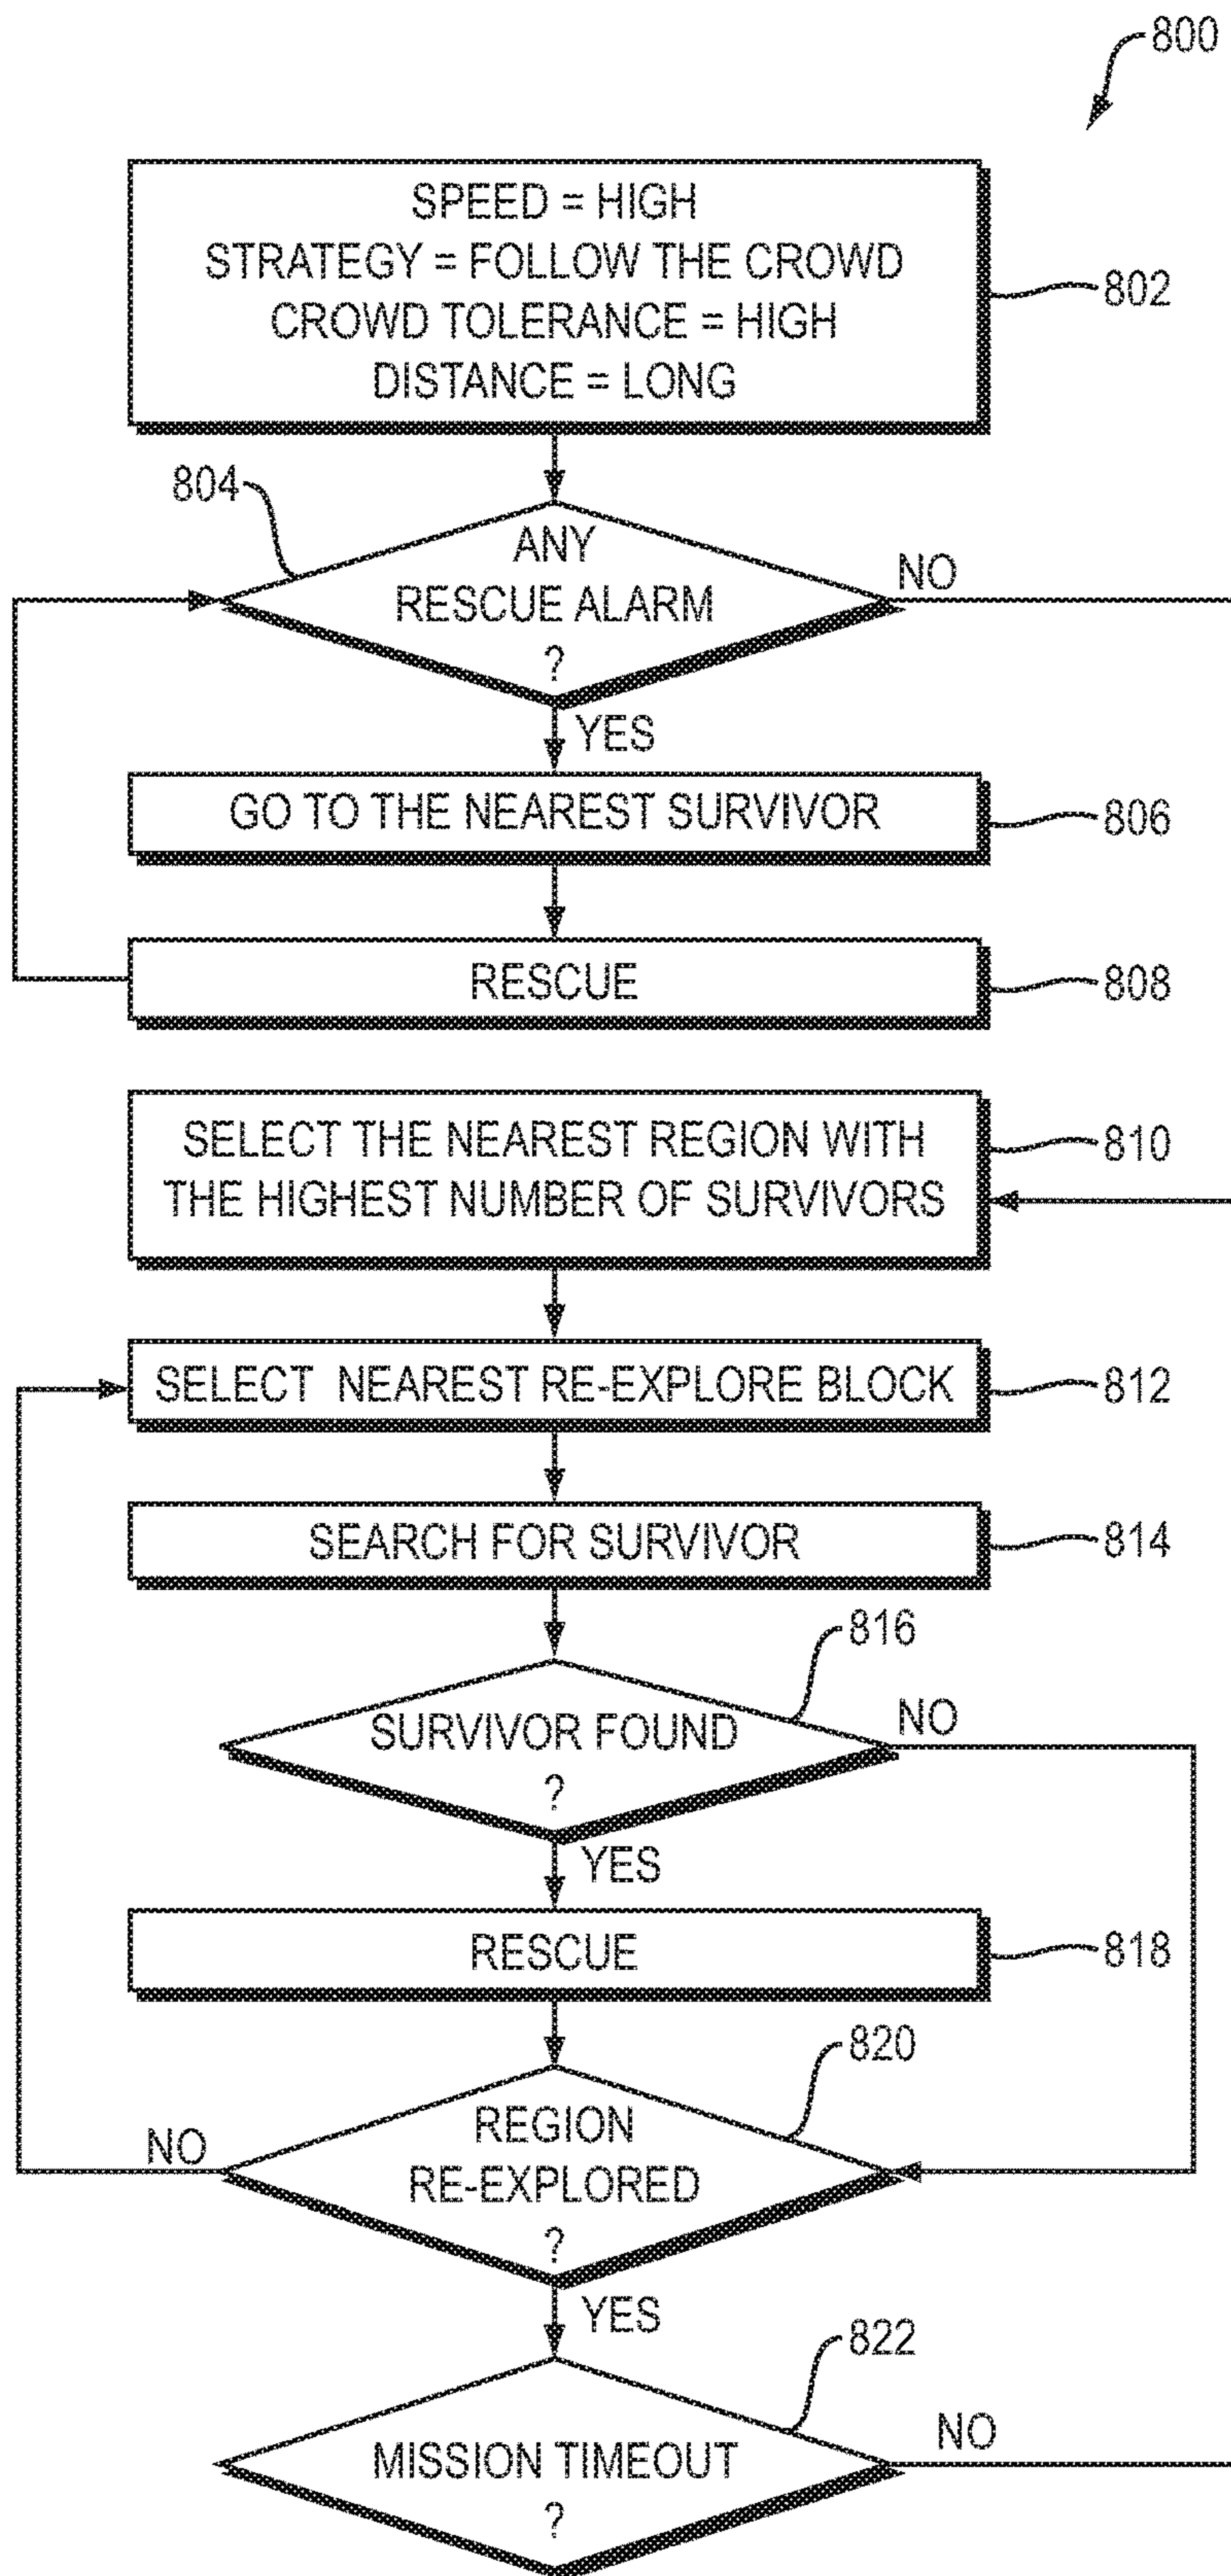 800
SPEED = HIGH
STRATEGY = FOLLOW THE CROWD
CROWD TOLERANCE = HIGH
DISTANCE = LONG
802
804
ANY
RESCUE ALARM
?
NO
YES
GO TO THE NEAREST SURVIVOR
806
RESCUE
808
SELECT THE NEAREST REGION WITH
THE HIGHEST NUMBER OF SURVIVORS
810
SELECT NEAREST RE-EXPLORE BLOCK
812
SEARCH FOR SURVIVOR
814
816
SURVIVOR FOUND
?
NO
YES
RESCUE
818
820
REGION
RE-EXPLORED
?
NO
YES
822
MISSION TIMEOUT
?
NO